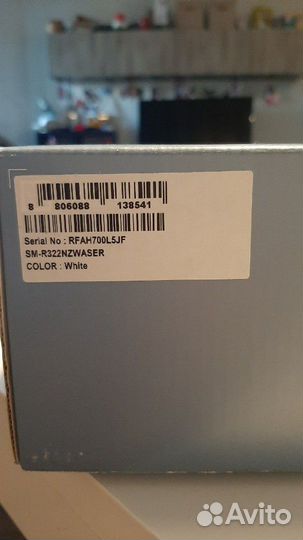 8 806088 138541
Serial No : RFAH700L5JF
SM-R322NZWASER
COLOR : White
Avito